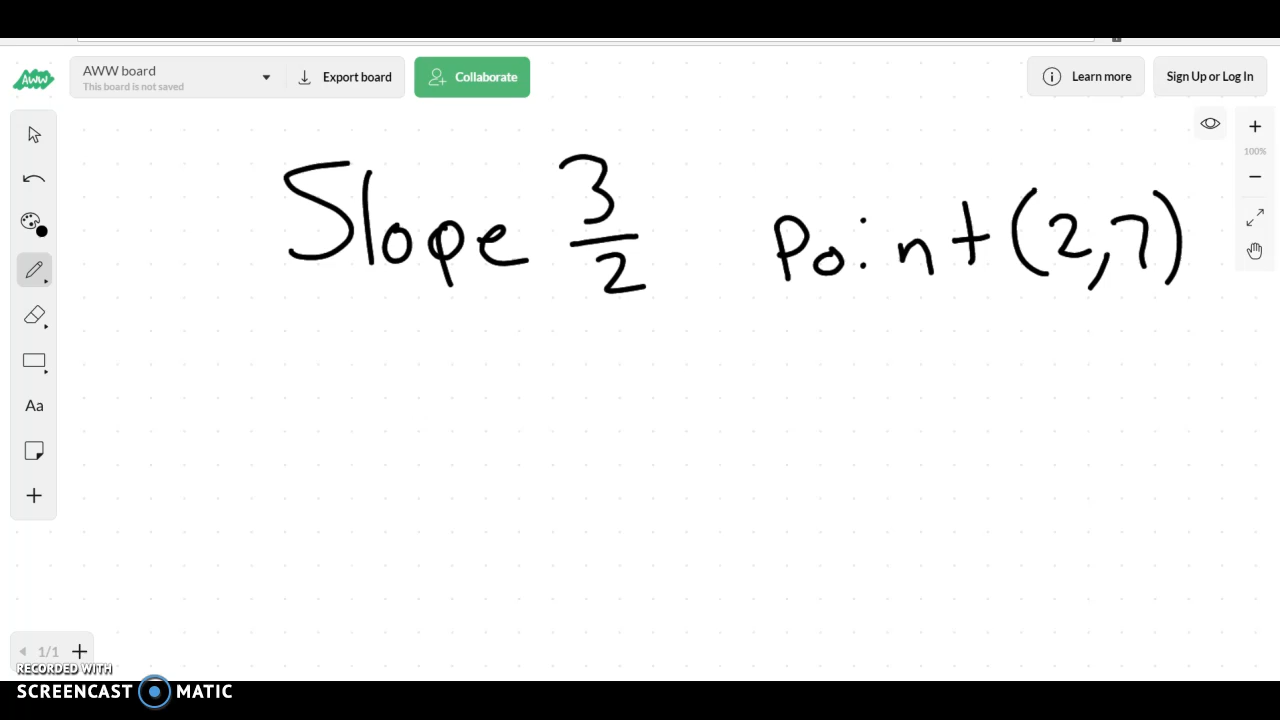 AWW
AWW board
This board is not saved
Export board
Collaborate
Learn more
Sign Up or Log In
100%
Slope 3/2 Point (2,7)
Aa
1/1
RECORDED WITH
SCREENCAST MATIC